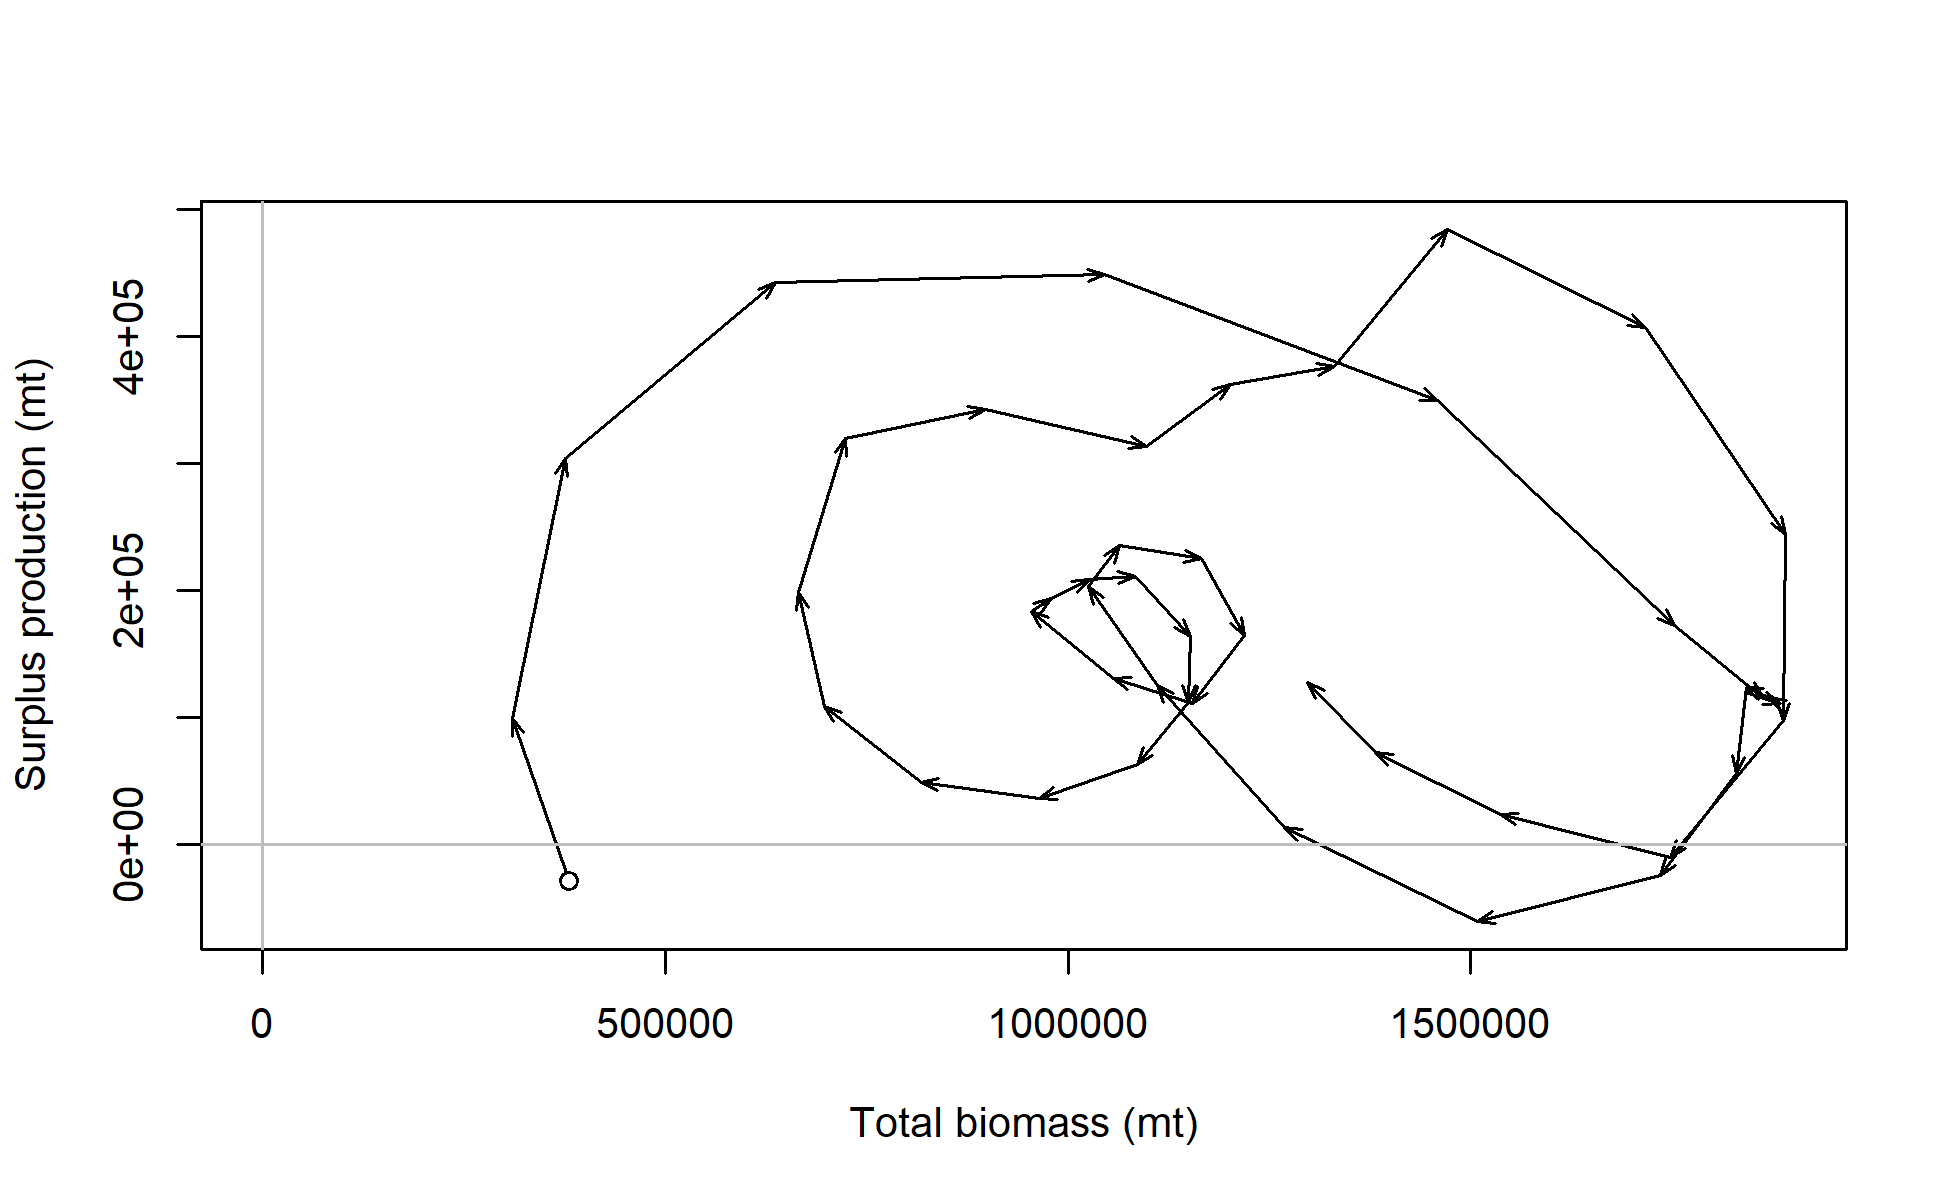 Surplus production (mt)
4e+05
2e+05
0e+00
0 500000 1000000 1500000
Total biomass (mt)